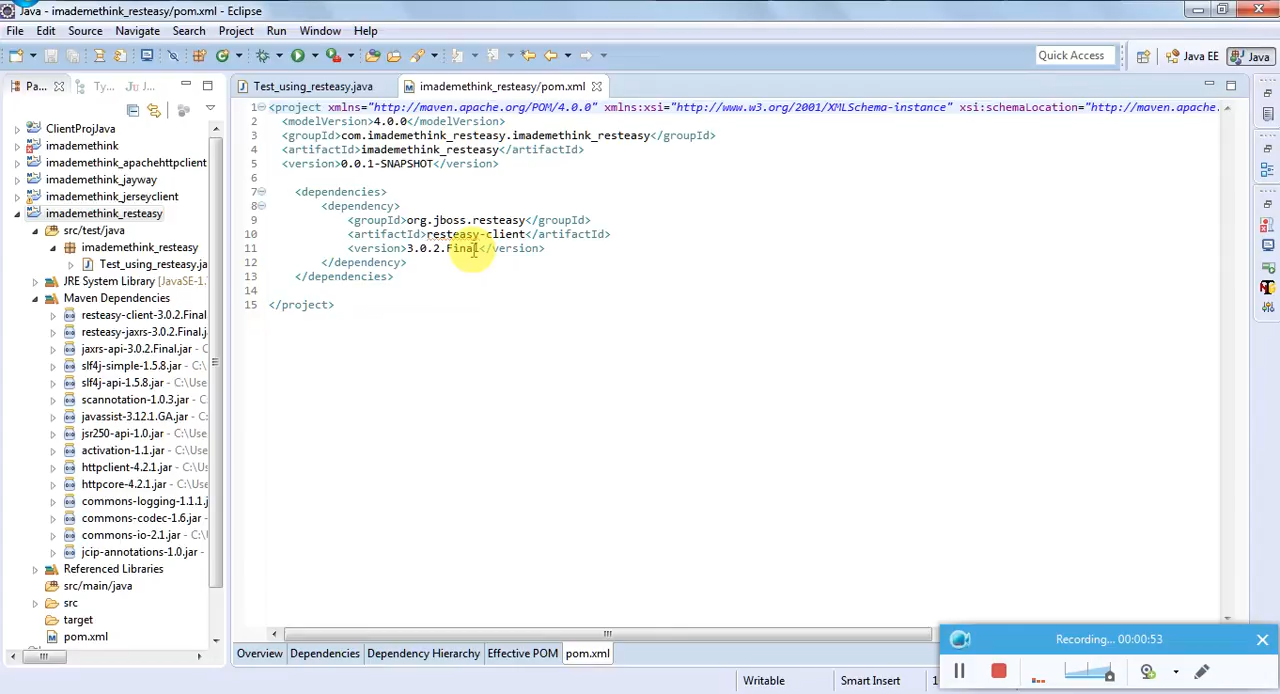 Java - imademethink_resteasy/pom.xml - Eclipse
File Edit Source Navigate Search Project Run Window Help
Quick Access
Java EE
Java
Pa...
Ty...
Ju J...
ClientProjJava
imademethink
imademethink_apachehttpclient
imademethink_jayway
imademethink_jerseyclient
imademethink_resteasy
src/test/java
imademethink_resteasy
Test_using_resteasy.ja
JRE System Library [JavaSE-1.
Maven Dependencies
resteasy-client-3.0.2.Final.
resteasy-jaxrs-3.0.2.Final.j
jaxrs-api-3.0.2.Final.jar - C
slf4j-simple-1.5.8.jar - C:\U
slf4j-api-1.5.8.jar - C:\Use
scannotation-1.0.3.jar - C:
javassist-3.12.1.GA.jar - C:
jsr250-api-1.0.jar - C:\User
activation-1.1.jar - C:\User
httpclient-4.2.1.jar - C:\Us
httpcore-4.2.1.jar - C:\User
commons-logging-1.1.1.j
commons-codec-1.6.jar - C
commons-io-2.1.jar - C:\U
jcip-annotations-1.0.jar - 
Referenced Libraries
src/main/java
src
target
pom.xml
Test_using_resteasy.java
imademethink_resteasy/pom.xml
1 <project xmlns="http://maven.apache.org/POM/4.0.0" xmlns:xsi="http://www.w3.org/2001/XMLSchema-instance" xsi:schemaLocation="http://maven.apache.
2 <modelVersion>4.0.0</modelVersion>
3 <groupId>com.imademethink_resteasy.imademethink_resteasy</groupId>
4 <artifactId>imademethink_resteasy</artifactId>
5 <version>0.0.1-SNAPSHOT</version>
6
7 <dependencies>
8 <dependency>
9 <groupId>org.jboss.resteasy</groupId>
10 <artifactId>resteasy-client</artifactId>
11 <version>3.0.2.Final</version>
12 </dependency>
13 </dependencies>
14
15 </project>
Overview Dependencies Dependency Hierarchy Effective POM pom.xml
Writable
Smart Insert
Recording... 00:00:53